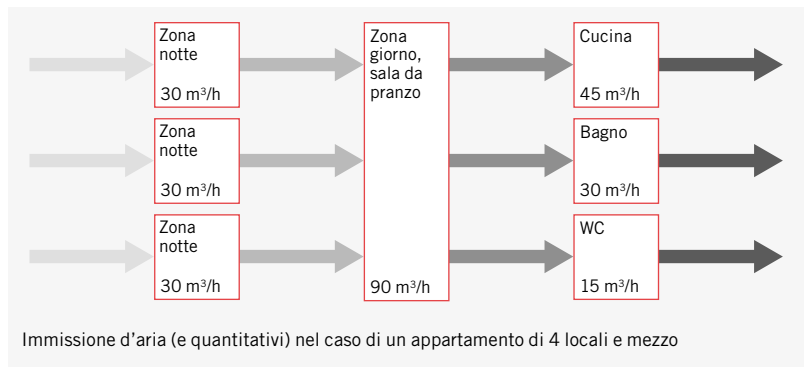 Zona
notte
30 m³/h
Zona
giorno,
sala da
pranzo
Cucina
45 m³/h
Zona
notte
30 m³/h
Bagno
30 m³/h
Zona
notte
30 m³/h
90 m³/h
WC
15 m³/h
Immissione d'aria (e quantitativi) nel caso di un appartamento di 4 locali e mezzo